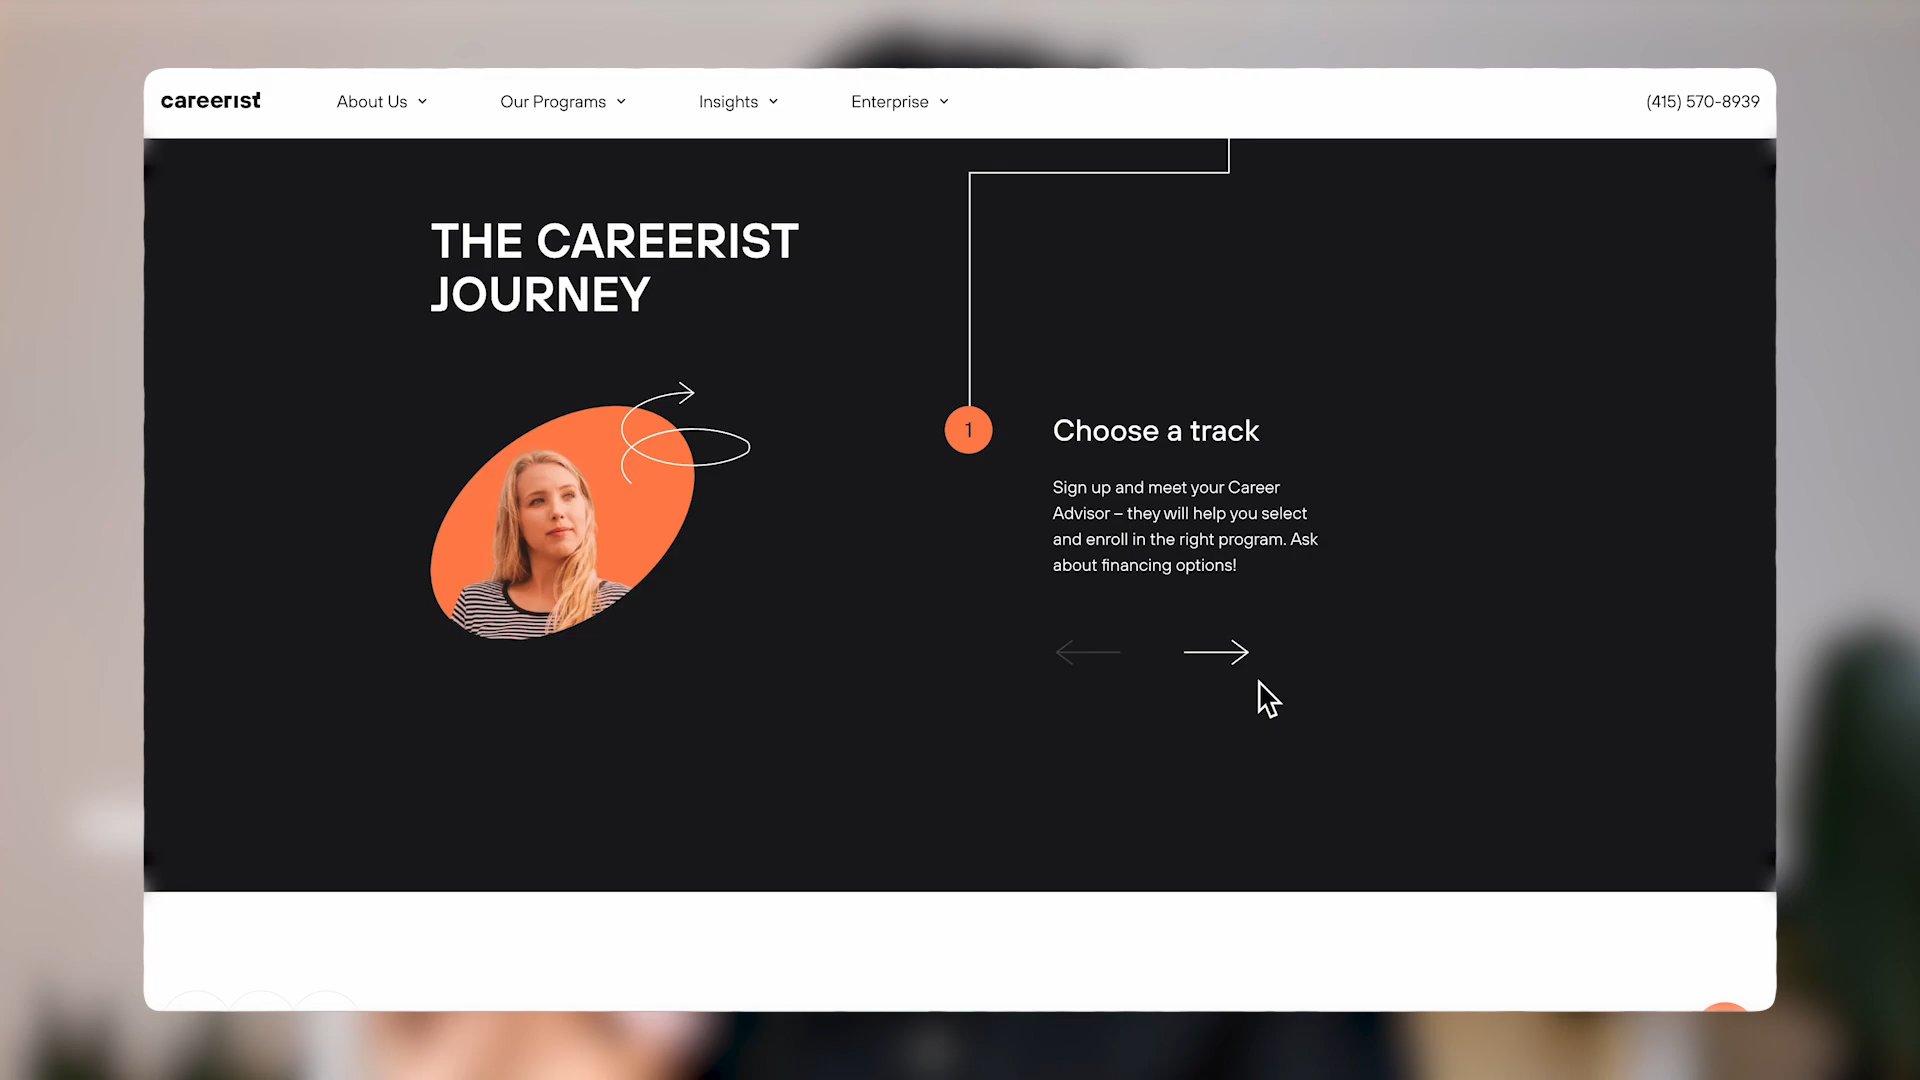 careerist
About Us
Our Programs
Insights
Enterprise
(415) 570-8939
THE CAREERIST
JOURNEY
1
Choose a track
Sign up and meet your Career
Advisor – they will help you select
and enroll in the right program. Ask
about financing options!